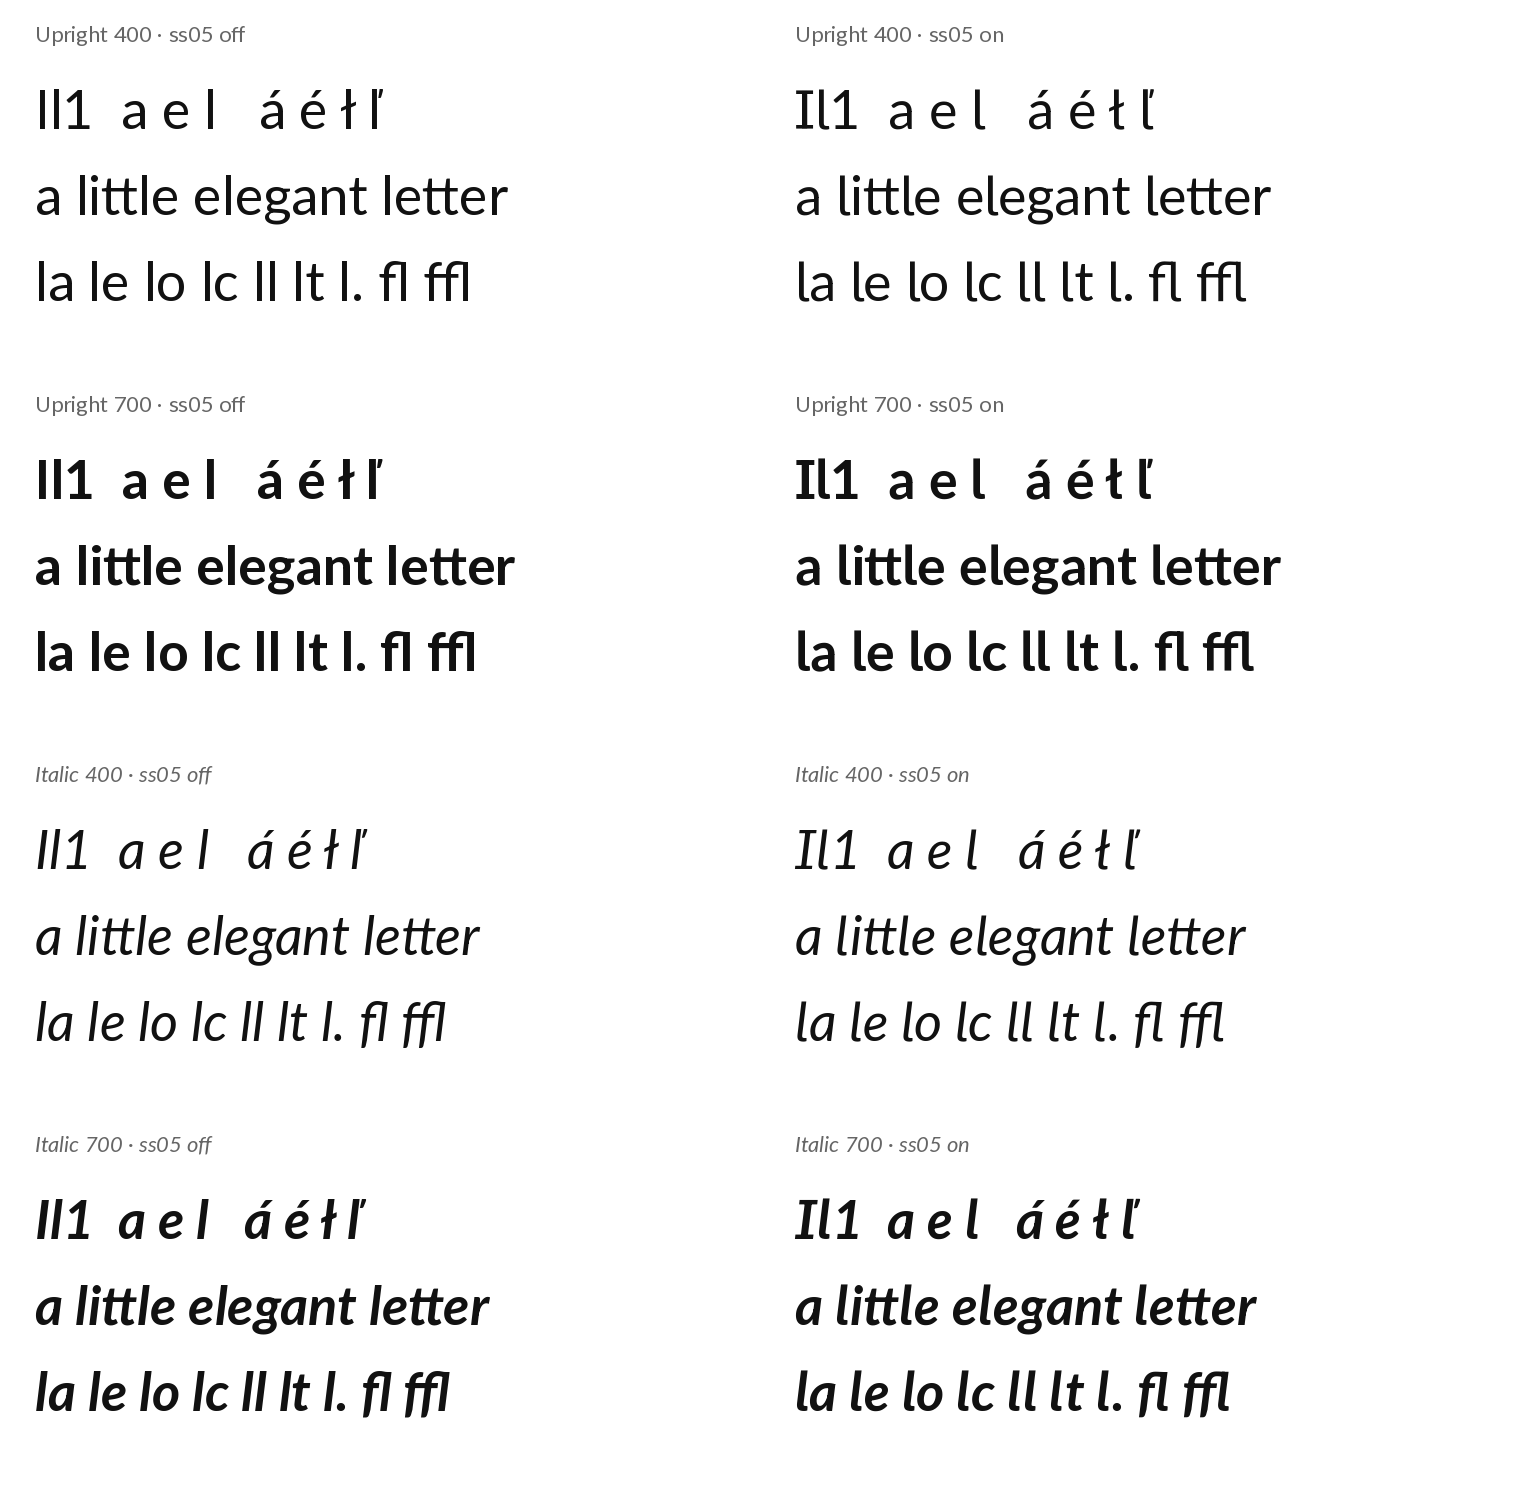 Upright 400 · ss05 off
Il1 a e l á é ł ľ
a little elegant letter
la le lo lc ll lt l. fl ffl
Upright 400 · ss05 on
Il1 a e l á é ł ľ
a little elegant letter
la le lo lc ll lt l. fl ffl
Upright 700 · ss05 off
Il1 a e l á é ł ľ
a little elegant letter
la le lo lc ll lt l. fl ffl
Upright 700 · ss05 on
Il1 a e l á é ł ľ
a little elegant letter
la le lo lc ll lt l. fl ffl
Italic 400 · ss05 off
Il1 a e l á é ł ľ
a little elegant letter
la le lo lc ll lt l. fl ffl
Italic 400 · ss05 on
Il1 a e l á é ł ľ
a little elegant letter
la le lo lc ll lt l. fl ffl
Italic 700 · ss05 off
Il1 a e l á é ł ľ
a little elegant letter
la le lo lc ll lt l. fl ffl
Italic 700 · ss05 on
Il1 a e l á é ł ľ
a little elegant letter
la le lo lc ll lt l. fl ffl